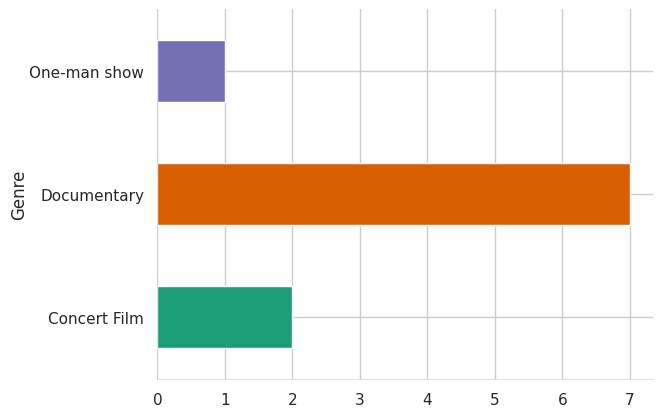 One-man show
Documentary
Concert Film
Genre
0 1 2 3 4 5 6 7